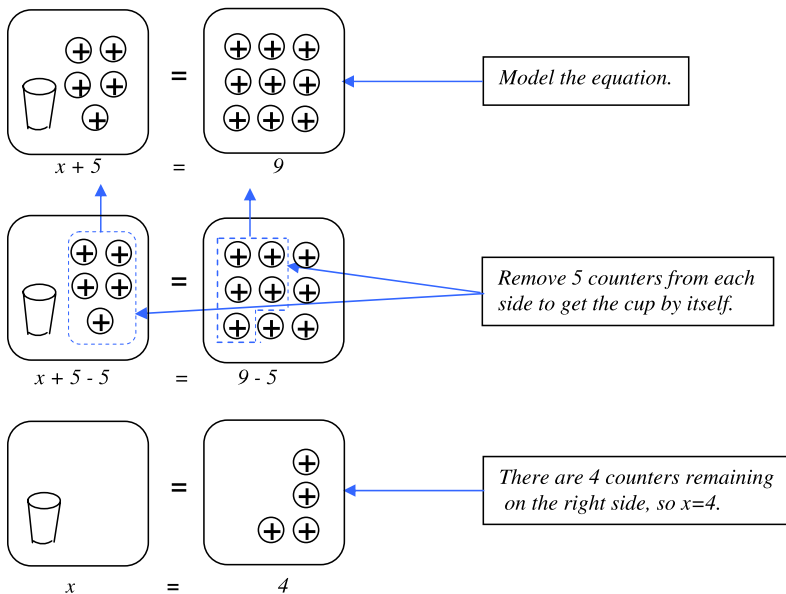 =
Model the equation.
x + 5 = 9
=
Remove 5 counters from each
side to get the cup by itself.
x + 5 - 5 = 9 - 5
=
There are 4 counters remaining
on the right side, so x=4.
x = 4